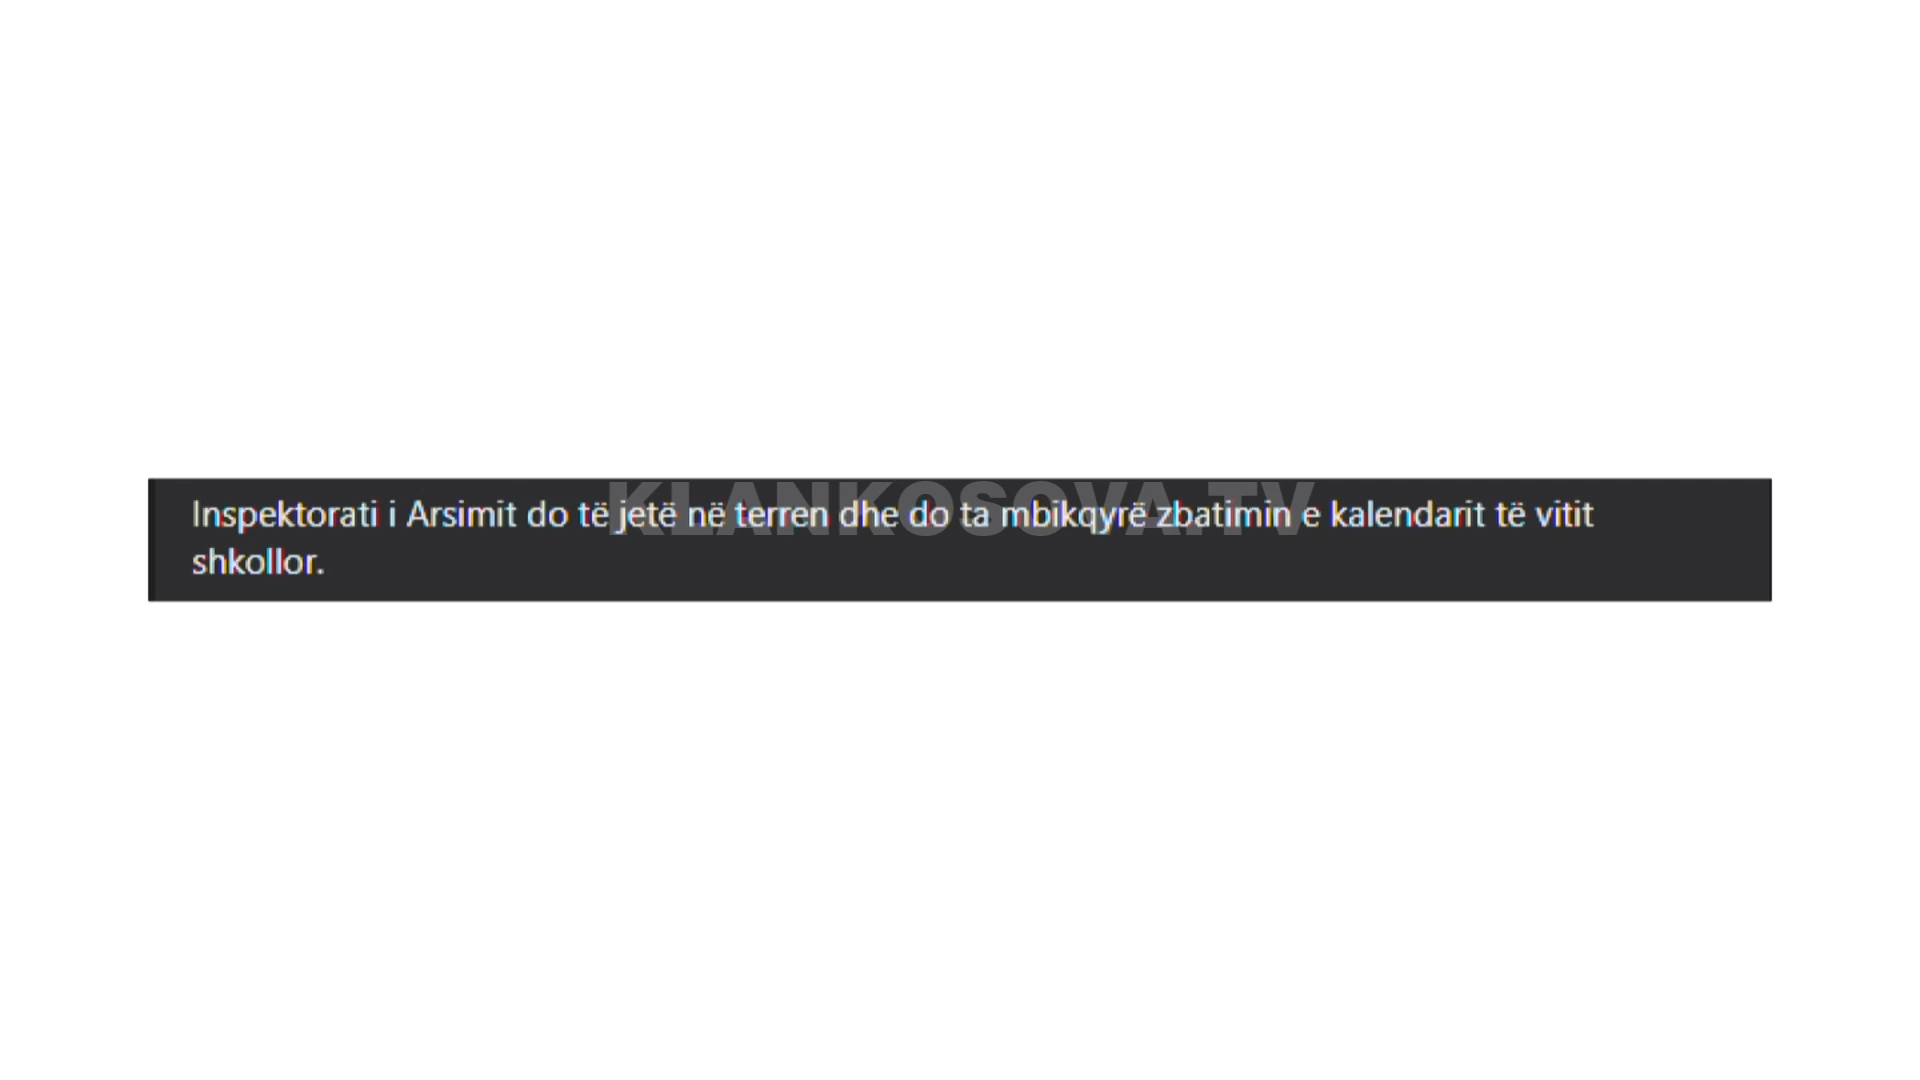 KLANKOSOVA.TV
Inspektorati i Arsimit do të jetë në terren dhe do ta mbikqyrë zbatimin e kalendarit të vitit
shkollor.